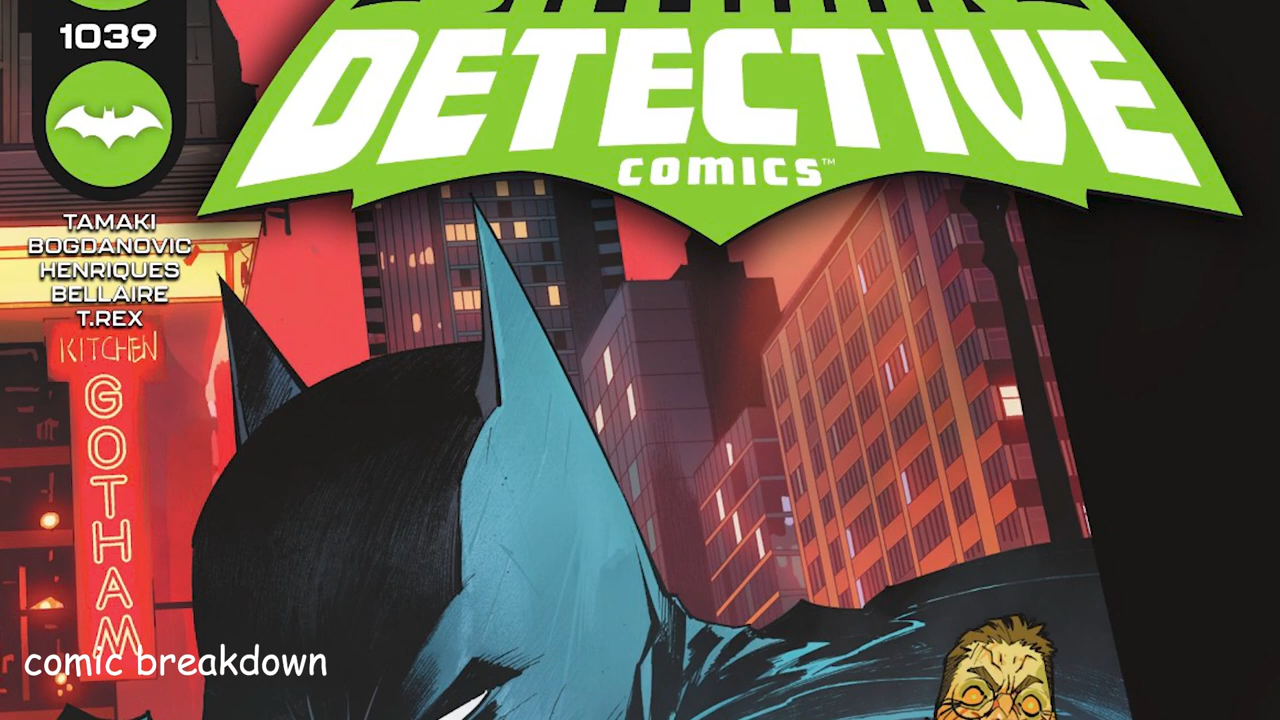 1039
DETECTIVE
COMICS™
TAMAKI
BOGDANOVIC
HENRIQUES
BELLAIRE
T.REX
KITCHEN
GOTHAM
comic breakdown